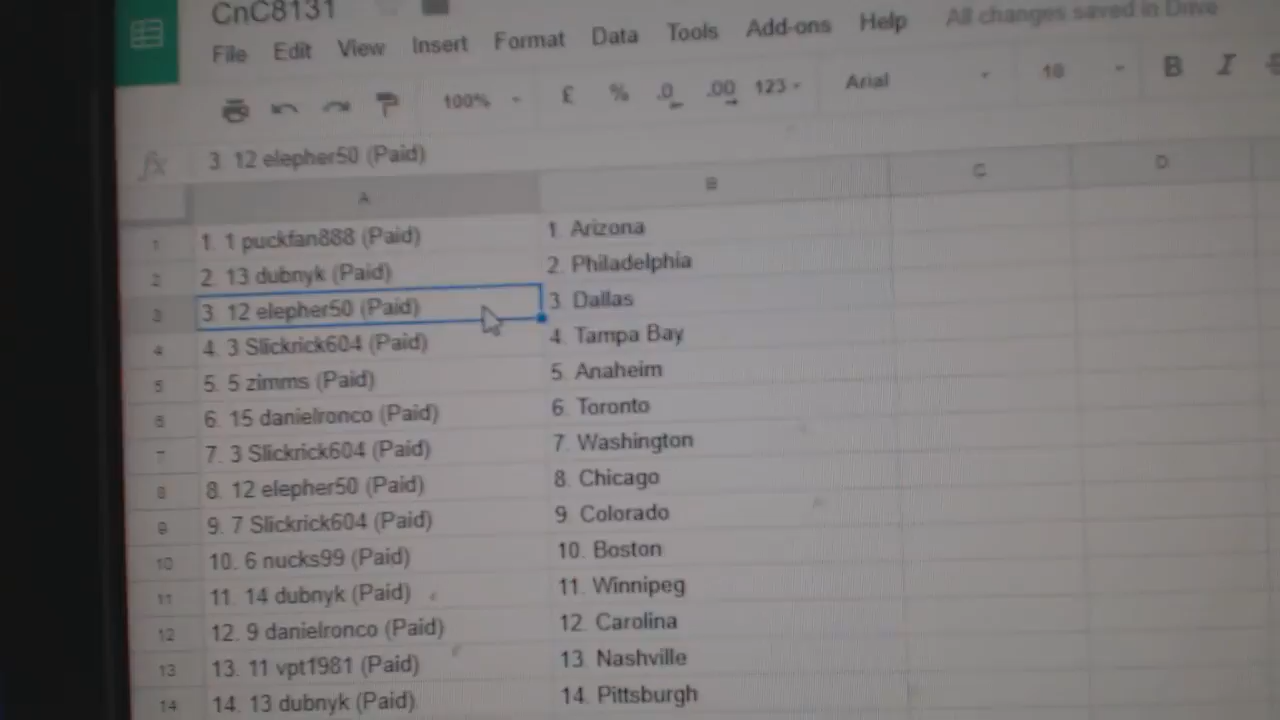 CnC8131
File Edit View Insert Format Data Tools Add-ons Help All changes saved in Drive
100% £ % .0 .00 123 Arial 18 B I
fx 3 12 elepher50 (Paid)
A B C D
1 1. 1 puckfan888 (Paid) 1 Arizona
2 2. 13 dubnyk (Paid) 2. Philadelphia
3 3 12 elepher50 (Paid) 3 Dallas
4 4. 3 Slickrick604 (Paid) 4. Tampa Bay
5 5. 5 zimms (Paid) 5. Anaheim
6 6. 15 danielronco (Paid) 6. Toronto
7 7. 3 Slickrick604 (Paid) 7. Washington
8 8. 12 elepher50 (Paid) 8. Chicago
9 9. 7 Slickrick604 (Paid) 9 Colorado
10 10. 6 nucks99 (Paid) 10. Boston
11 11. 14 dubnyk (Paid) 11. Winnipeg
12 12. 9 danielronco (Paid) 12. Carolina
13 13. 11 vpt1981 (Paid) 13. Nashville
14 14. 13 dubnyk (Paid) 14. Pittsburgh